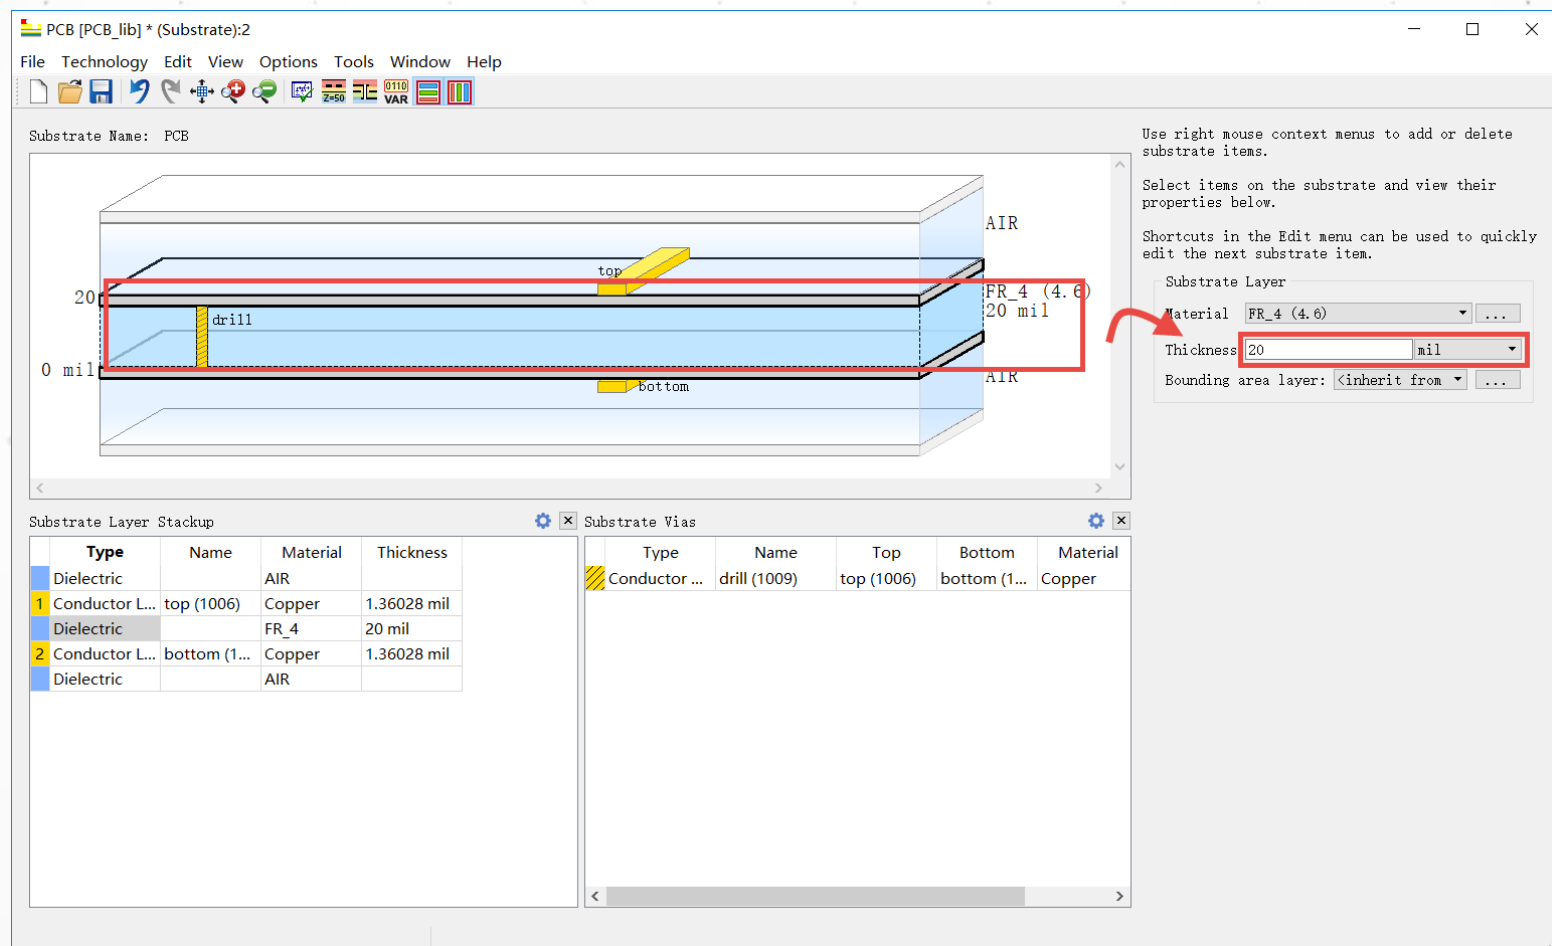 PCB [PCB_lib] * (Substrate):2
File Technology Edit View Options Tools Window Help
Z=50
0110
VAR
Substrate Name: PCB
Use right mouse context menus to add or delete
substrate items.
Select items on the substrate and view their
properties below.
Shortcuts in the Edit menu can be used to quickly
edit the next substrate item.
AIR
top
20
FR_4 (4.6)
20 mil
drill
0 mil
AIR
bottom
Substrate Layer
Material FR_4 (4.6) ...
Thickness 20 mil
Bounding area layer: <inherit from ...
Substrate Layer Stackup
Type Name Material Thickness
Dielectric AIR
1 Conductor L... top (1006) Copper 1.36028 mil
Dielectric FR_4 20 mil
2 Conductor L... bottom (1... Copper 1.36028 mil
Dielectric AIR
Substrate Vias
Type Name Top Bottom Material
Conductor ... drill (1009) top (1006) bottom (1... Copper